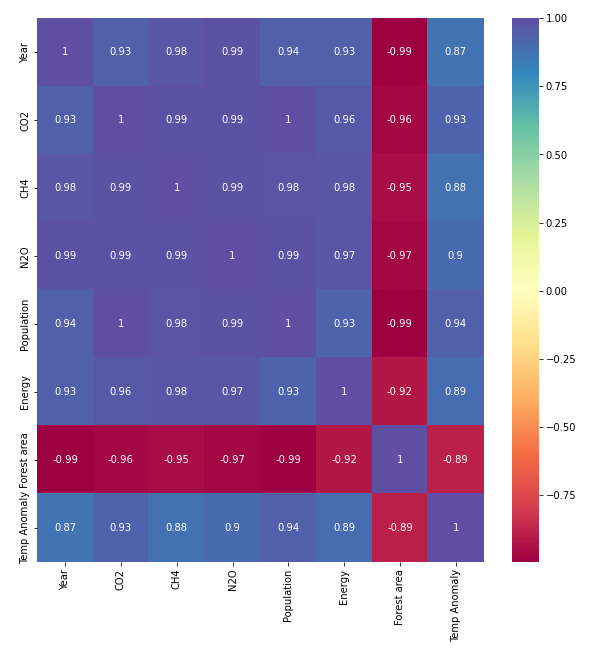 Year 1 0.93 0.98 0.99 0.94 0.93 -0.99 0.87
CO2 0.93 1 0.99 0.99 1 0.96 -0.96 0.93
CH4 0.98 0.99 1 0.99 0.98 0.98 -0.95 0.88
N2O 0.99 0.99 0.99 1 0.99 0.97 -0.97 0.9
Population 0.94 1 0.98 0.99 1 0.93 -0.99 0.94
Energy 0.93 0.96 0.98 0.97 0.93 1 -0.92 0.89
Forest area -0.99 -0.96 -0.95 -0.97 -0.99 -0.92 1 -0.89
Temp Anomaly 0.87 0.93 0.88 0.9 0.94 0.89 -0.89 1
Year CO2 CH4 N2O Population Energy Forest area Temp Anomaly
1.00
0.75
0.50
0.25
0.00
−0.25
−0.50
−0.75